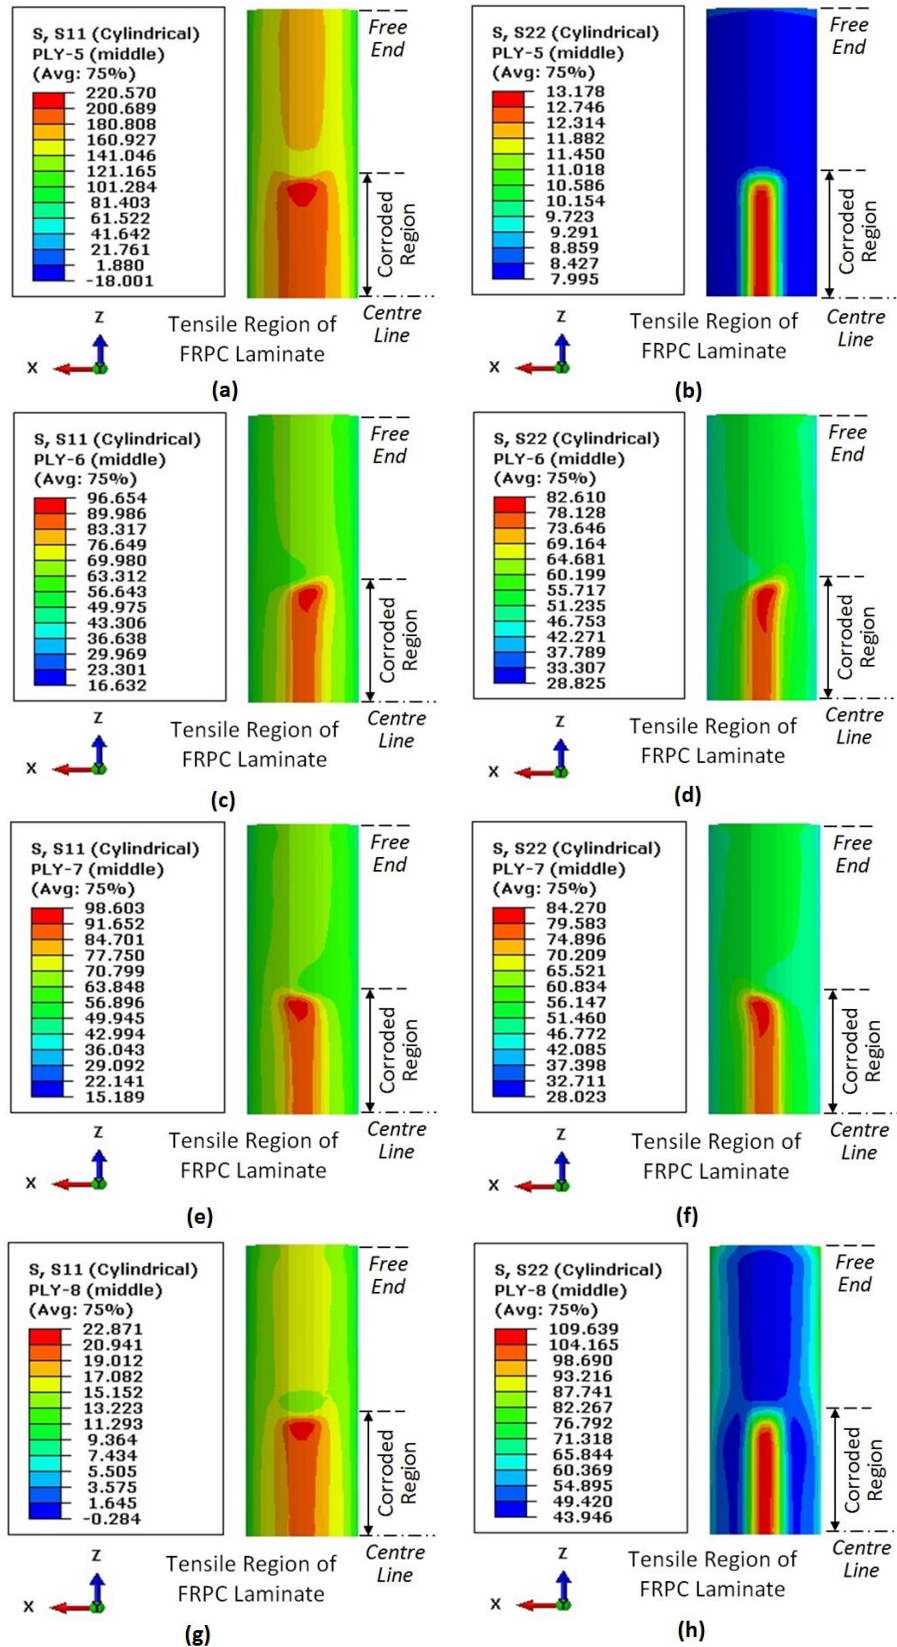 S, S11 (Cylindrical)
PLY-5 (middle)
(Avg: 75%)
220.570
200.689
180.808
160.927
141.046
121.165
101.284
81.403
61.522
41.642
21.761
1.880
-18.001
Free
End
Corroded
Region
Centre
Line
Z
X
Y
Tensile Region of
FRPC Laminate
(a)
S, S22 (Cylindrical)
PLY-5 (middle)
(Avg: 75%)
13.178
12.746
12.314
11.882
11.450
11.018
10.586
10.154
9.723
9.291
8.859
8.427
7.995
Free
End
Corroded
Region
Centre
Line
Z
X
Y
Tensile Region of
FRPC Laminate
(b)
S, S11 (Cylindrical)
PLY-6 (middle)
(Avg: 75%)
96.654
89.986
83.317
76.649
69.980
63.312
56.643
49.975
43.306
36.638
29.969
23.301
16.632
Free
End
Corroded
Region
Centre
Line
Z
X
Y
Tensile Region of
FRPC Laminate
(c)
S, S22 (Cylindrical)
PLY-6 (middle)
(Avg: 75%)
82.610
78.128
73.646
69.164
64.681
60.199
55.717
51.235
46.753
42.271
37.789
33.307
28.825
Free
End
Corroded
Region
Centre
Line
Z
X
Y
Tensile Region of
FRPC Laminate
(d)
S, S11 (Cylindrical)
PLY-7 (middle)
(Avg: 75%)
98.603
91.652
84.701
77.750
70.799
63.848
56.896
49.945
42.994
36.043
29.092
22.141
15.189
Free
End
Corroded
Region
Centre
Line
Z
X
Y
Tensile Region of
FRPC Laminate
(e)
S, S22 (Cylindrical)
PLY-7 (middle)
(Avg: 75%)
84.270
79.583
74.896
70.209
65.521
60.834
56.147
51.460
46.772
42.085
37.398
32.711
28.023
Free
End
Corroded
Region
Centre
Line
Z
X
Y
Tensile Region of
FRPC Laminate
(f)
S, S11 (Cylindrical)
PLY-8 (middle)
(Avg: 75%)
22.871
20.941
19.012
17.082
15.152
13.223
11.293
9.364
7.434
5.505
3.575
1.645
-0.284
Free
End
Corroded
Region
Centre
Line
Z
X
Y
Tensile Region of
FRPC Laminate
(g)
S, S22 (Cylindrical)
PLY-8 (middle)
(Avg: 75%)
109.639
104.165
98.690
93.216
87.741
82.267
76.792
71.318
65.844
60.369
54.895
49.420
43.946
Free
End
Corroded
Region
Centre
Line
Z
X
Y
Tensile Region of
FRPC Laminate
(h)